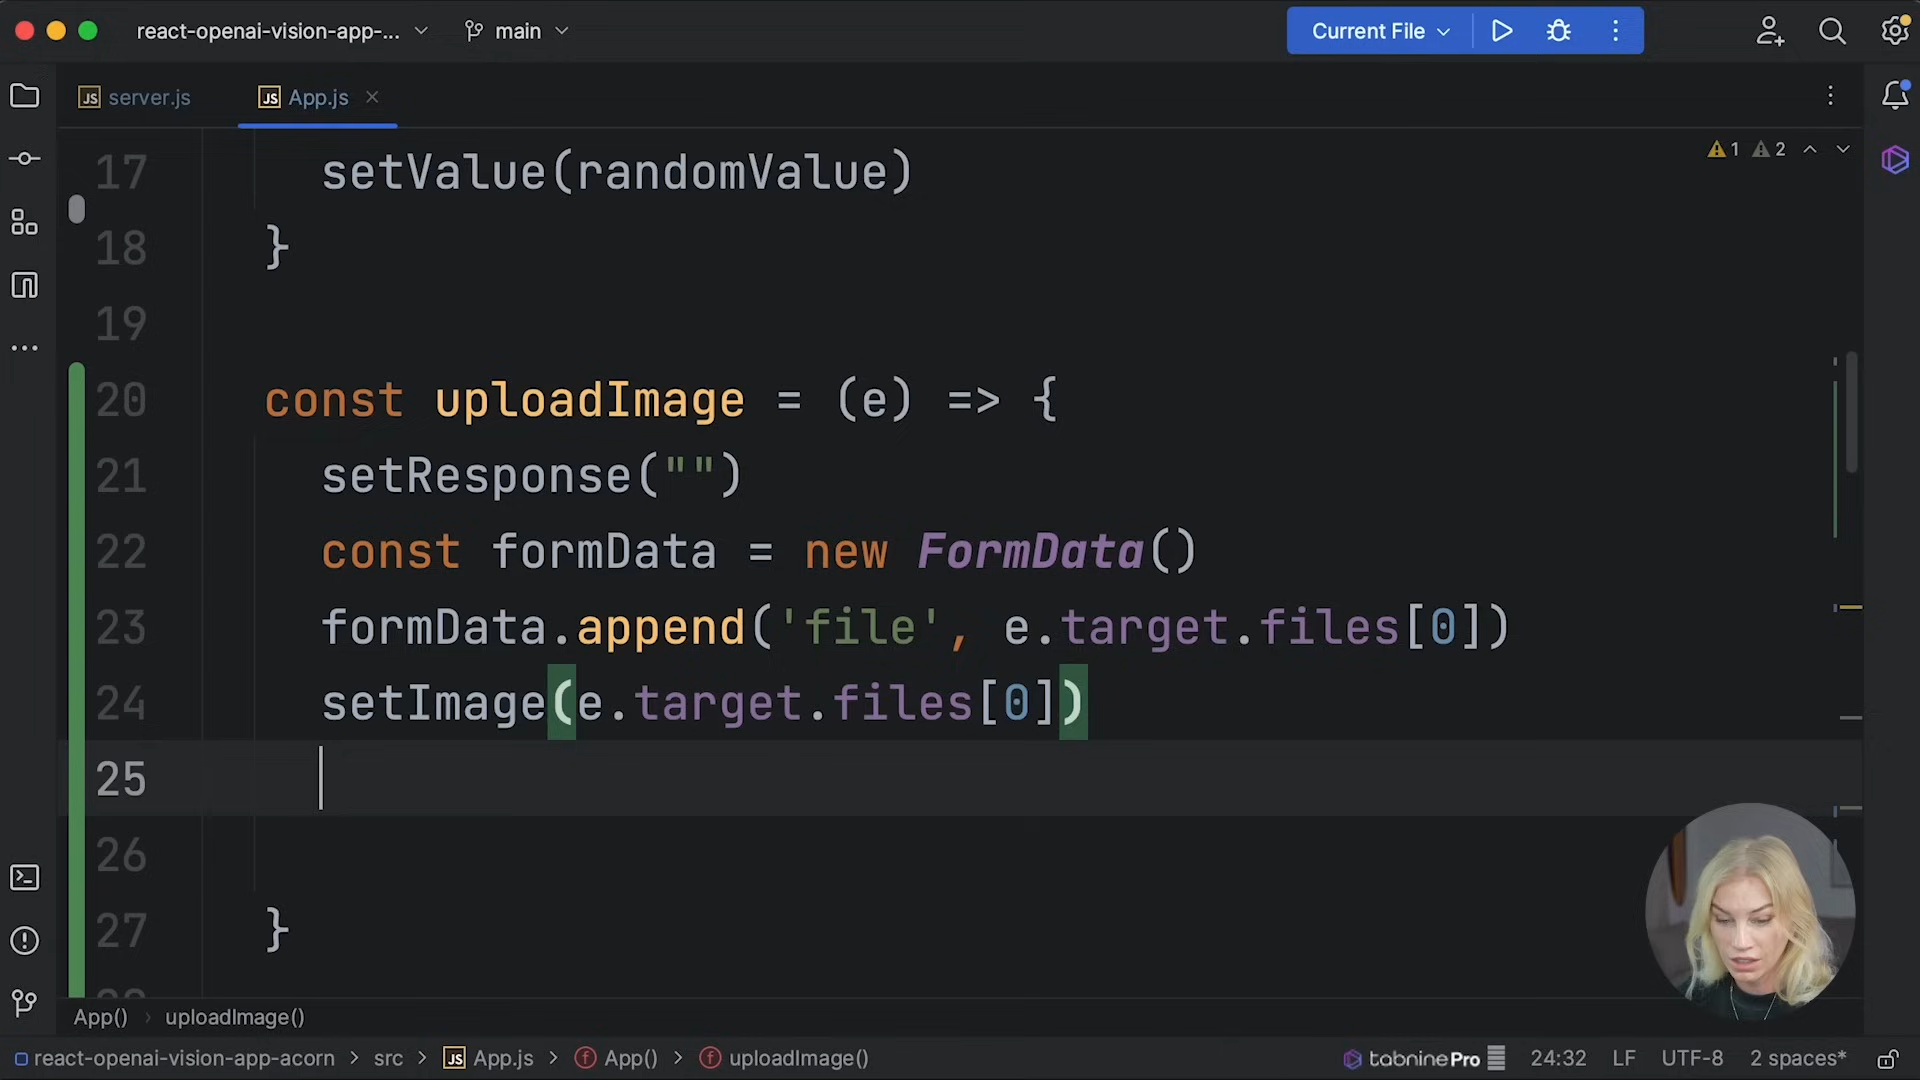 react-openai-vision-app-... main Current File
server.js App.js
1 2
17 setValue(randomValue)
18 }
19
20 const uploadImage = (e) => {
21 setResponse("")
22 const formData = new FormData()
23 formData.append('file', e.target.files[0])
24 setImage(e.target.files[0])
25
26
27 }
App() › uploadImage()
react-openai-vision-app-acorn > src > JS App.js > f App() > f uploadImage() tabnine Pro 24:32 LF UTF-8 2 spaces*